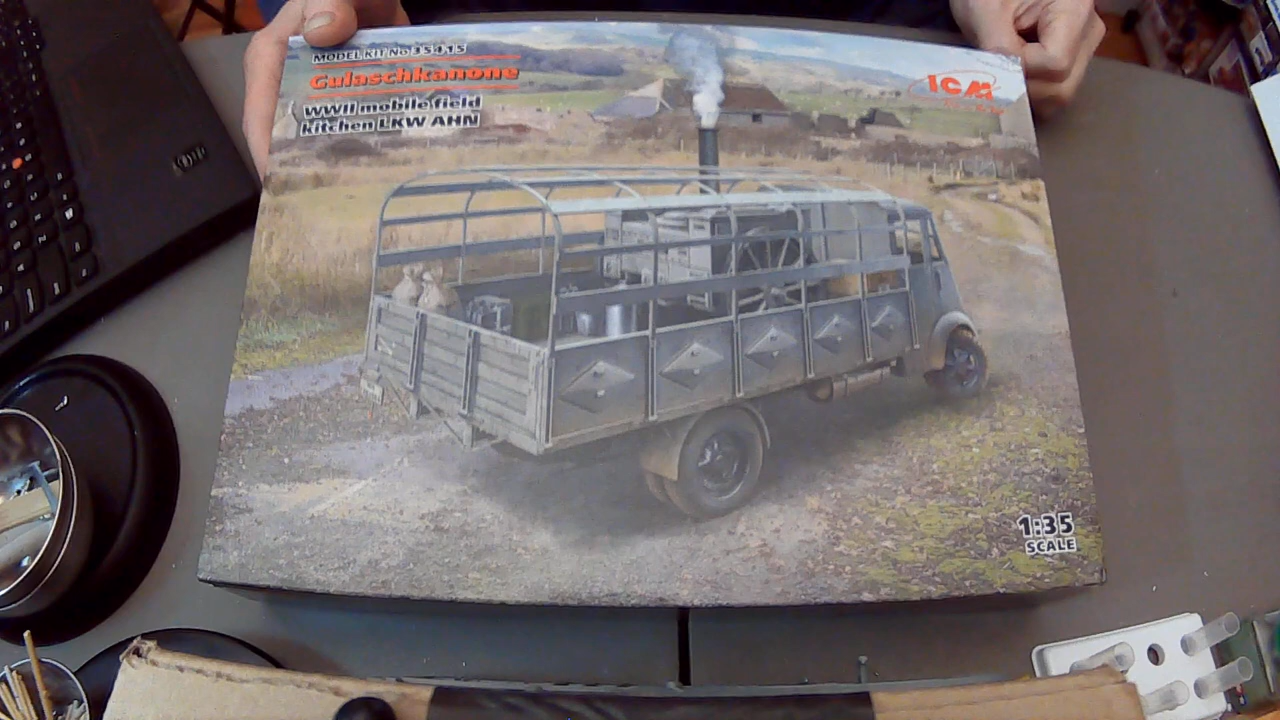 MODEL KIT No 35415
Gulaschkanone
WWII mobile field
kitchen LKW AHN
ICM
1:35
SCALE